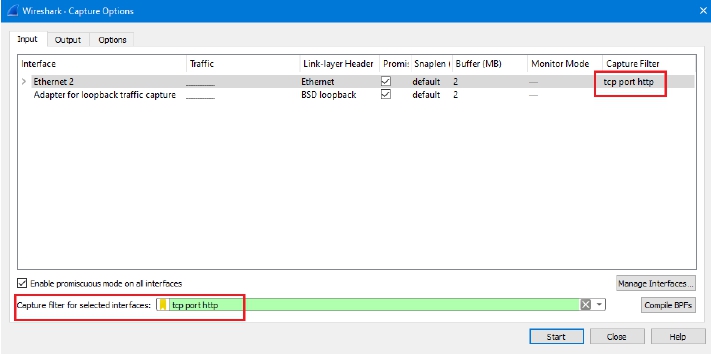 Wireshark - Capture Options
Input Output Options
Interface Traffic Link-layer Header Promis Snaplen ( Buffer (MB) Monitor Mode Capture Filter
Ethernet 2 Ethernet default 2 — tcp port http
Adapter for loopback traffic capture BSD loopback default 2 —
Enable promiscuous mode on all interfaces Manage Interfaces...
Capture filter for selected interfaces: tcp port http Compile BPFs
Start Close Help